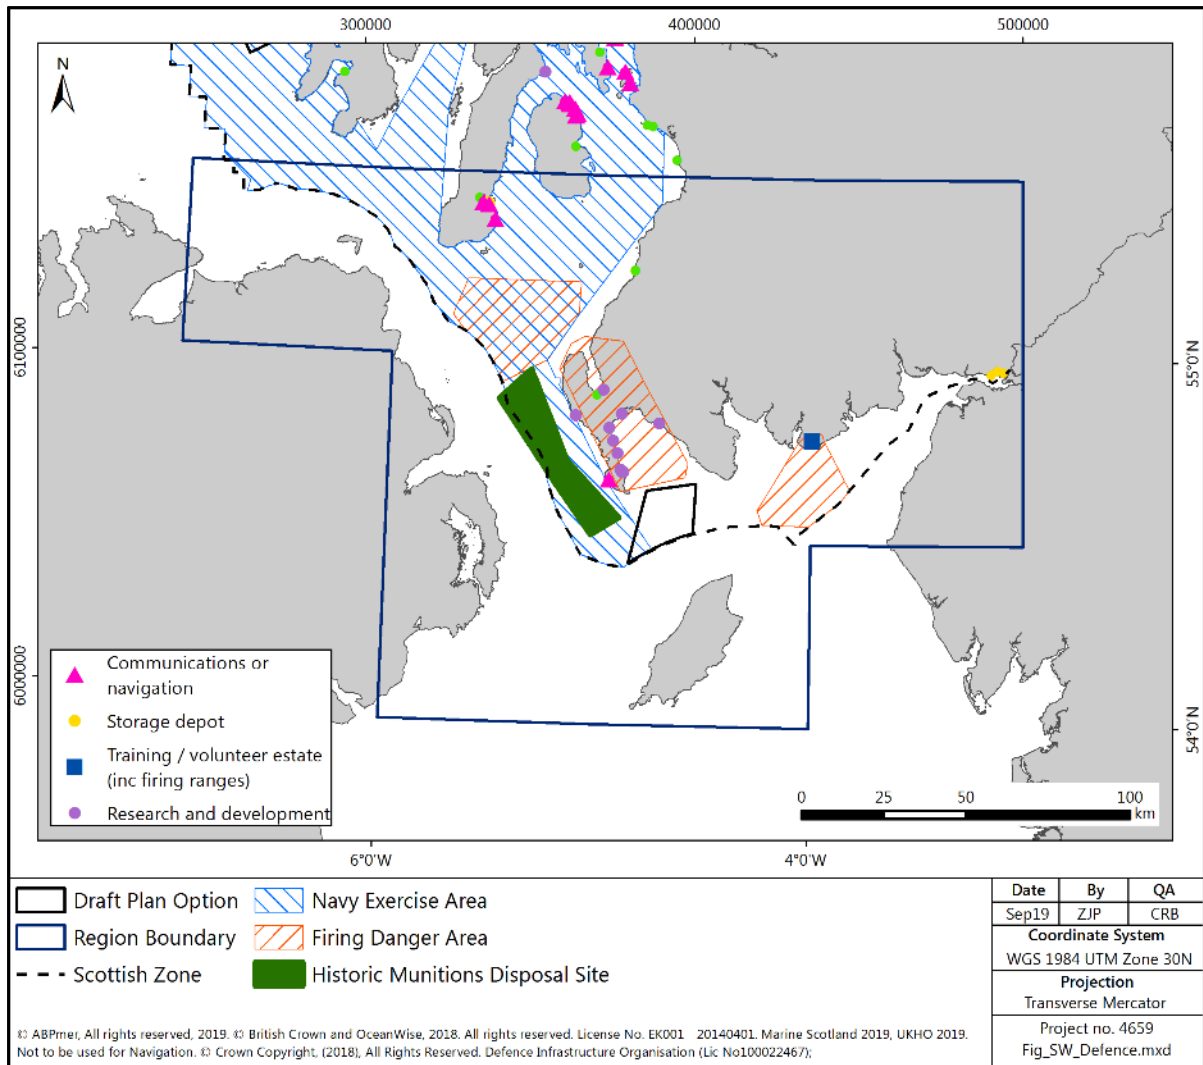 300000
400000
500000
N
6100000
55°0'N
6000000
54°0'N
Communications or
navigation
Storage depot
Training / volunteer estate
(inc firing ranges)
Research and development
0
25
50
100
km
6°0'W
4°0'W
Draft Plan Option
Navy Exercise Area
Region Boundary
Firing Danger Area
Scottish Zone
Historic Munitions Disposal Site
Date By QA
Sep19 ZJP CRB
Coordinate System
WGS 1984 UTM Zone 30N
Projection
Transverse Mercator
Project no. 4659
Fig_SW_Defence.mxd
© ABPmer, All rights reserved, 2019. © British Crown and OceanWise, 2018. All rights reserved. License No. EK001 20140401. Marine Scotland 2019, UKHO 2019.
Not to be used for Navigation. © Crown Copyright, (2018), All Rights Reserved. Defence Infrastructure Organisation (Lic No100022467);